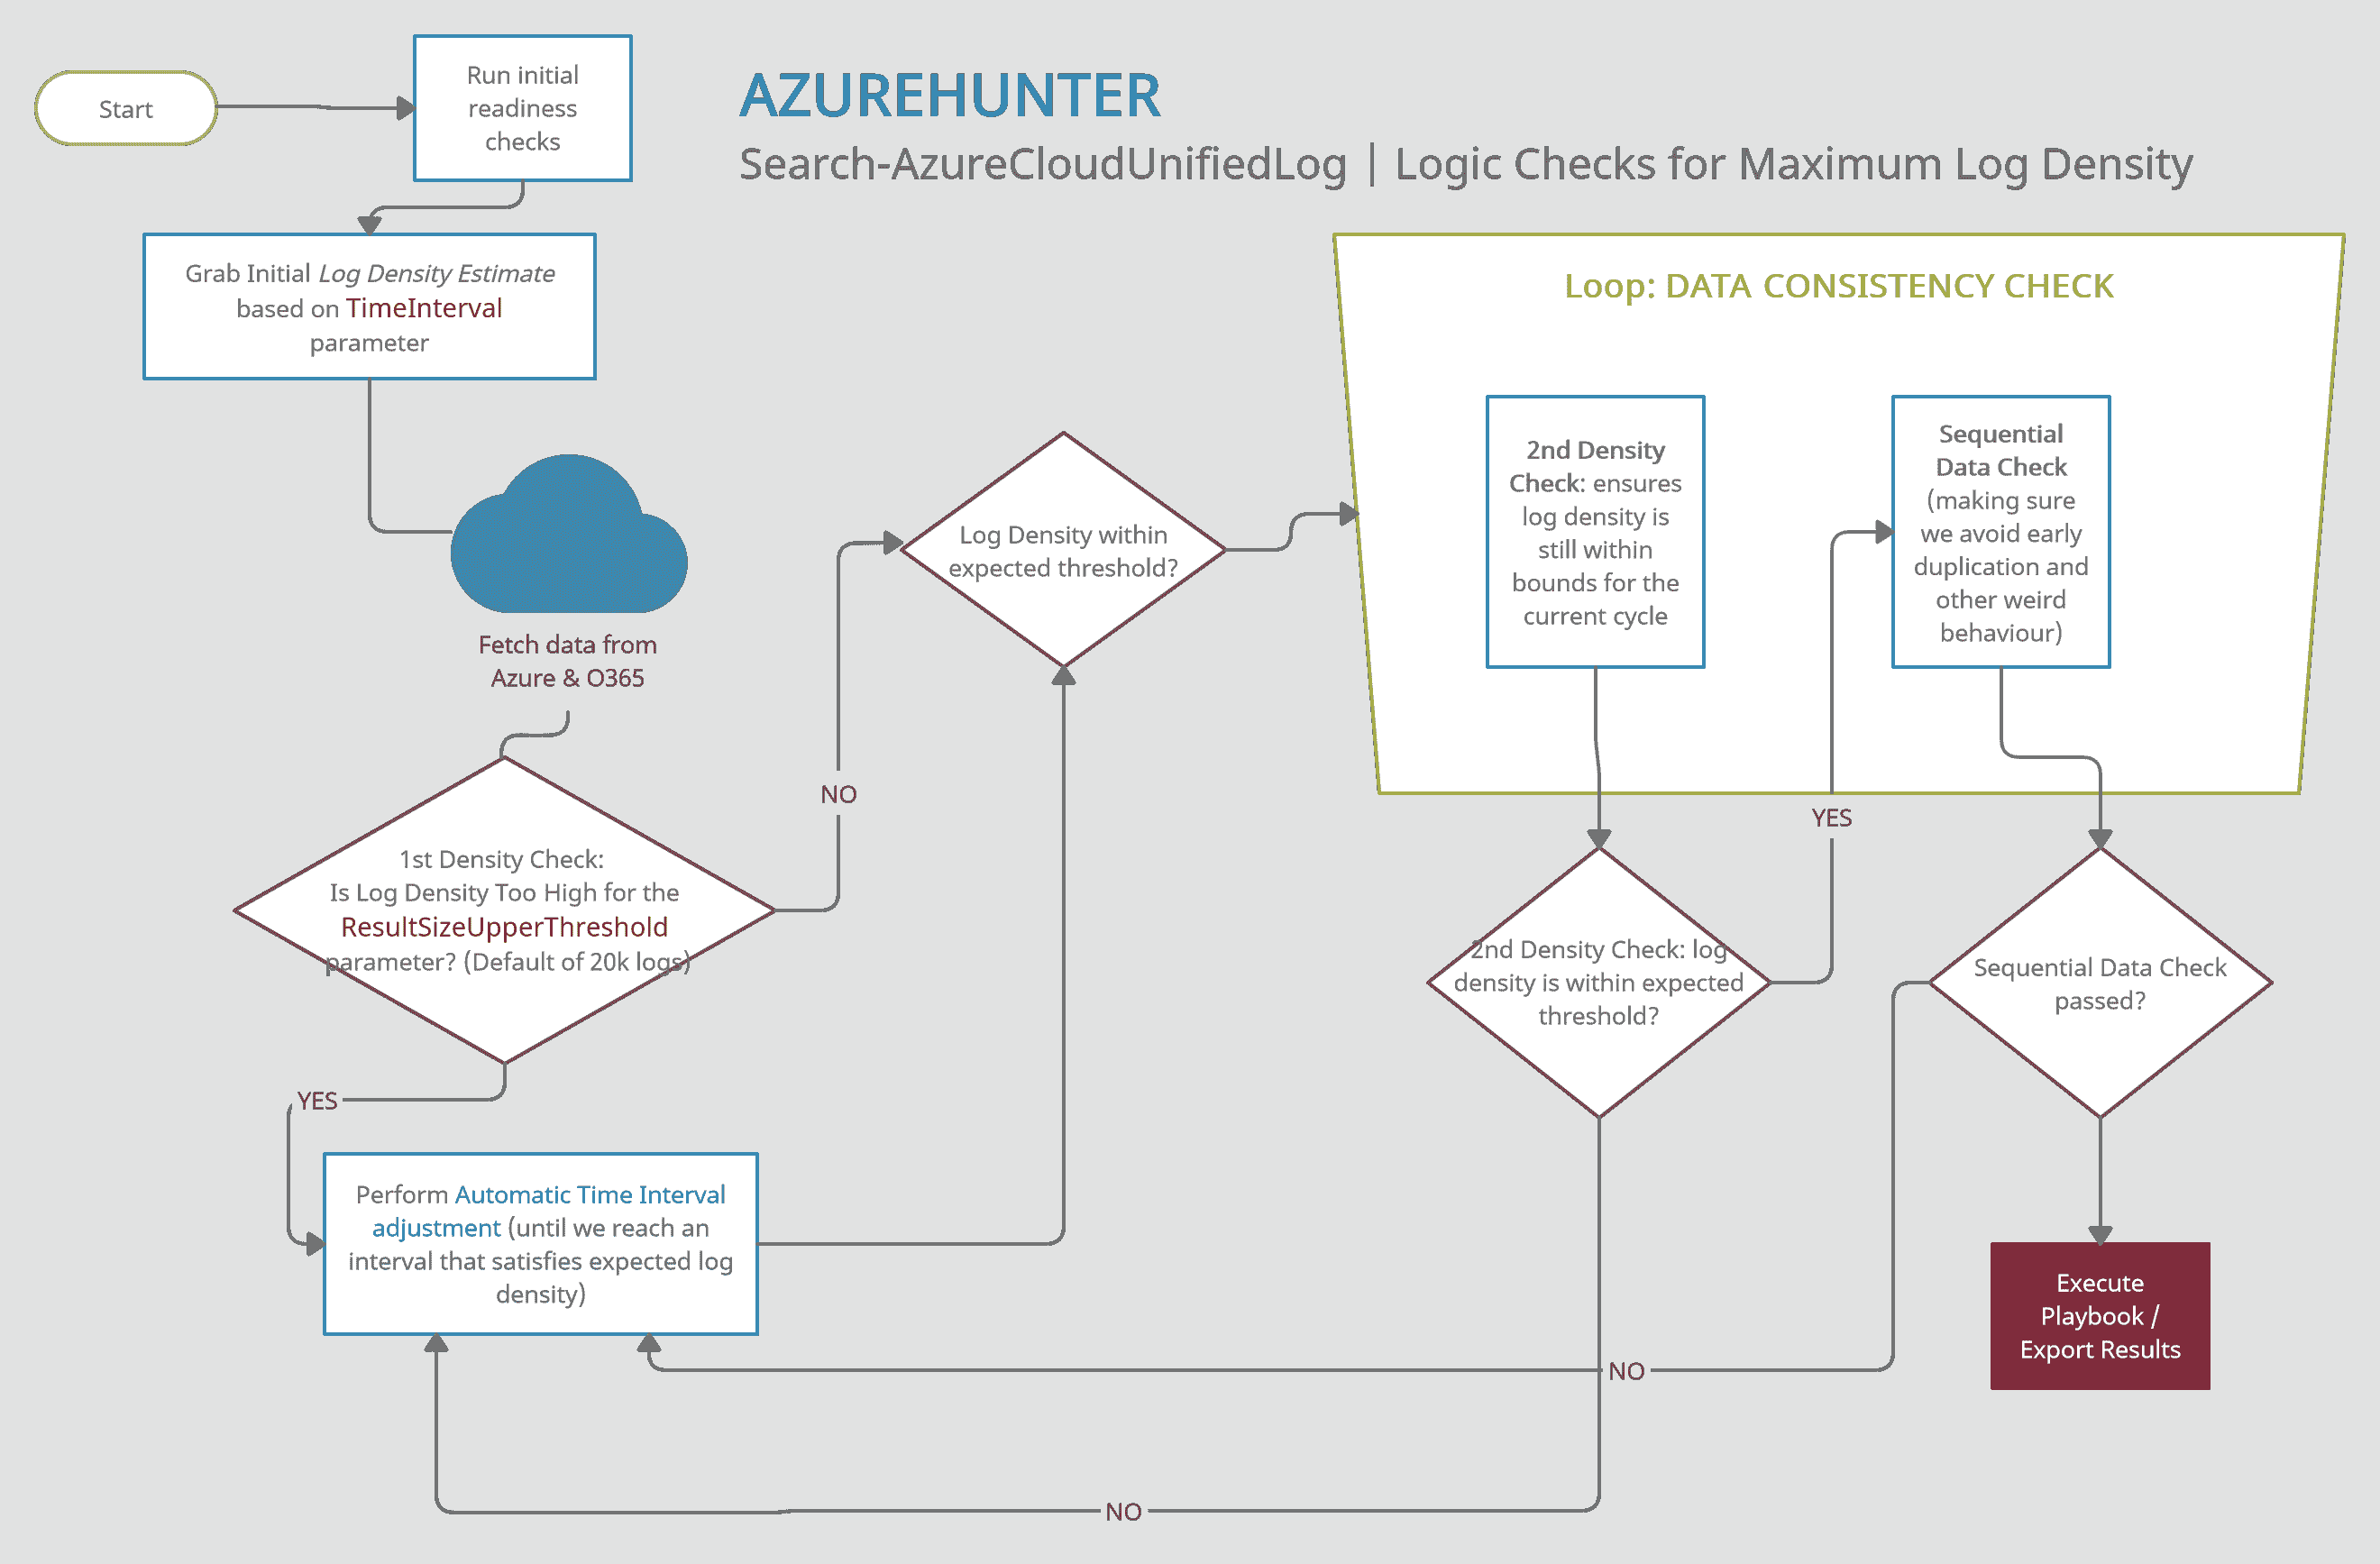 Start
Run initial
readiness
checks
AZUREHUNTER
Search-AzureCloudUnifiedLog | Logic Checks for Maximum Log Density
Grab Initial Log Density Estimate
based on TimeInterval
parameter
Fetch data from
Azure & O365
1st Density Check:
Is Log Density Too High for the
ResultSizeUpperThreshold
parameter? (Default of 20k logs)
NO
YES
Perform Automatic Time Interval
adjustment (until we reach an
interval that satisfies expected log
density)
Log Density within
expected threshold?
Loop: DATA CONSISTENCY CHECK
2nd Density
Check: ensures
log density is
still within
bounds for the
current cycle
Sequential
Data Check
(making sure
we avoid early
duplication and
other weird
behaviour)
YES
2nd Density Check: log
density is within expected
threshold?
Sequential Data Check
passed?
Execute
Playbook /
Export Results
NO
NO